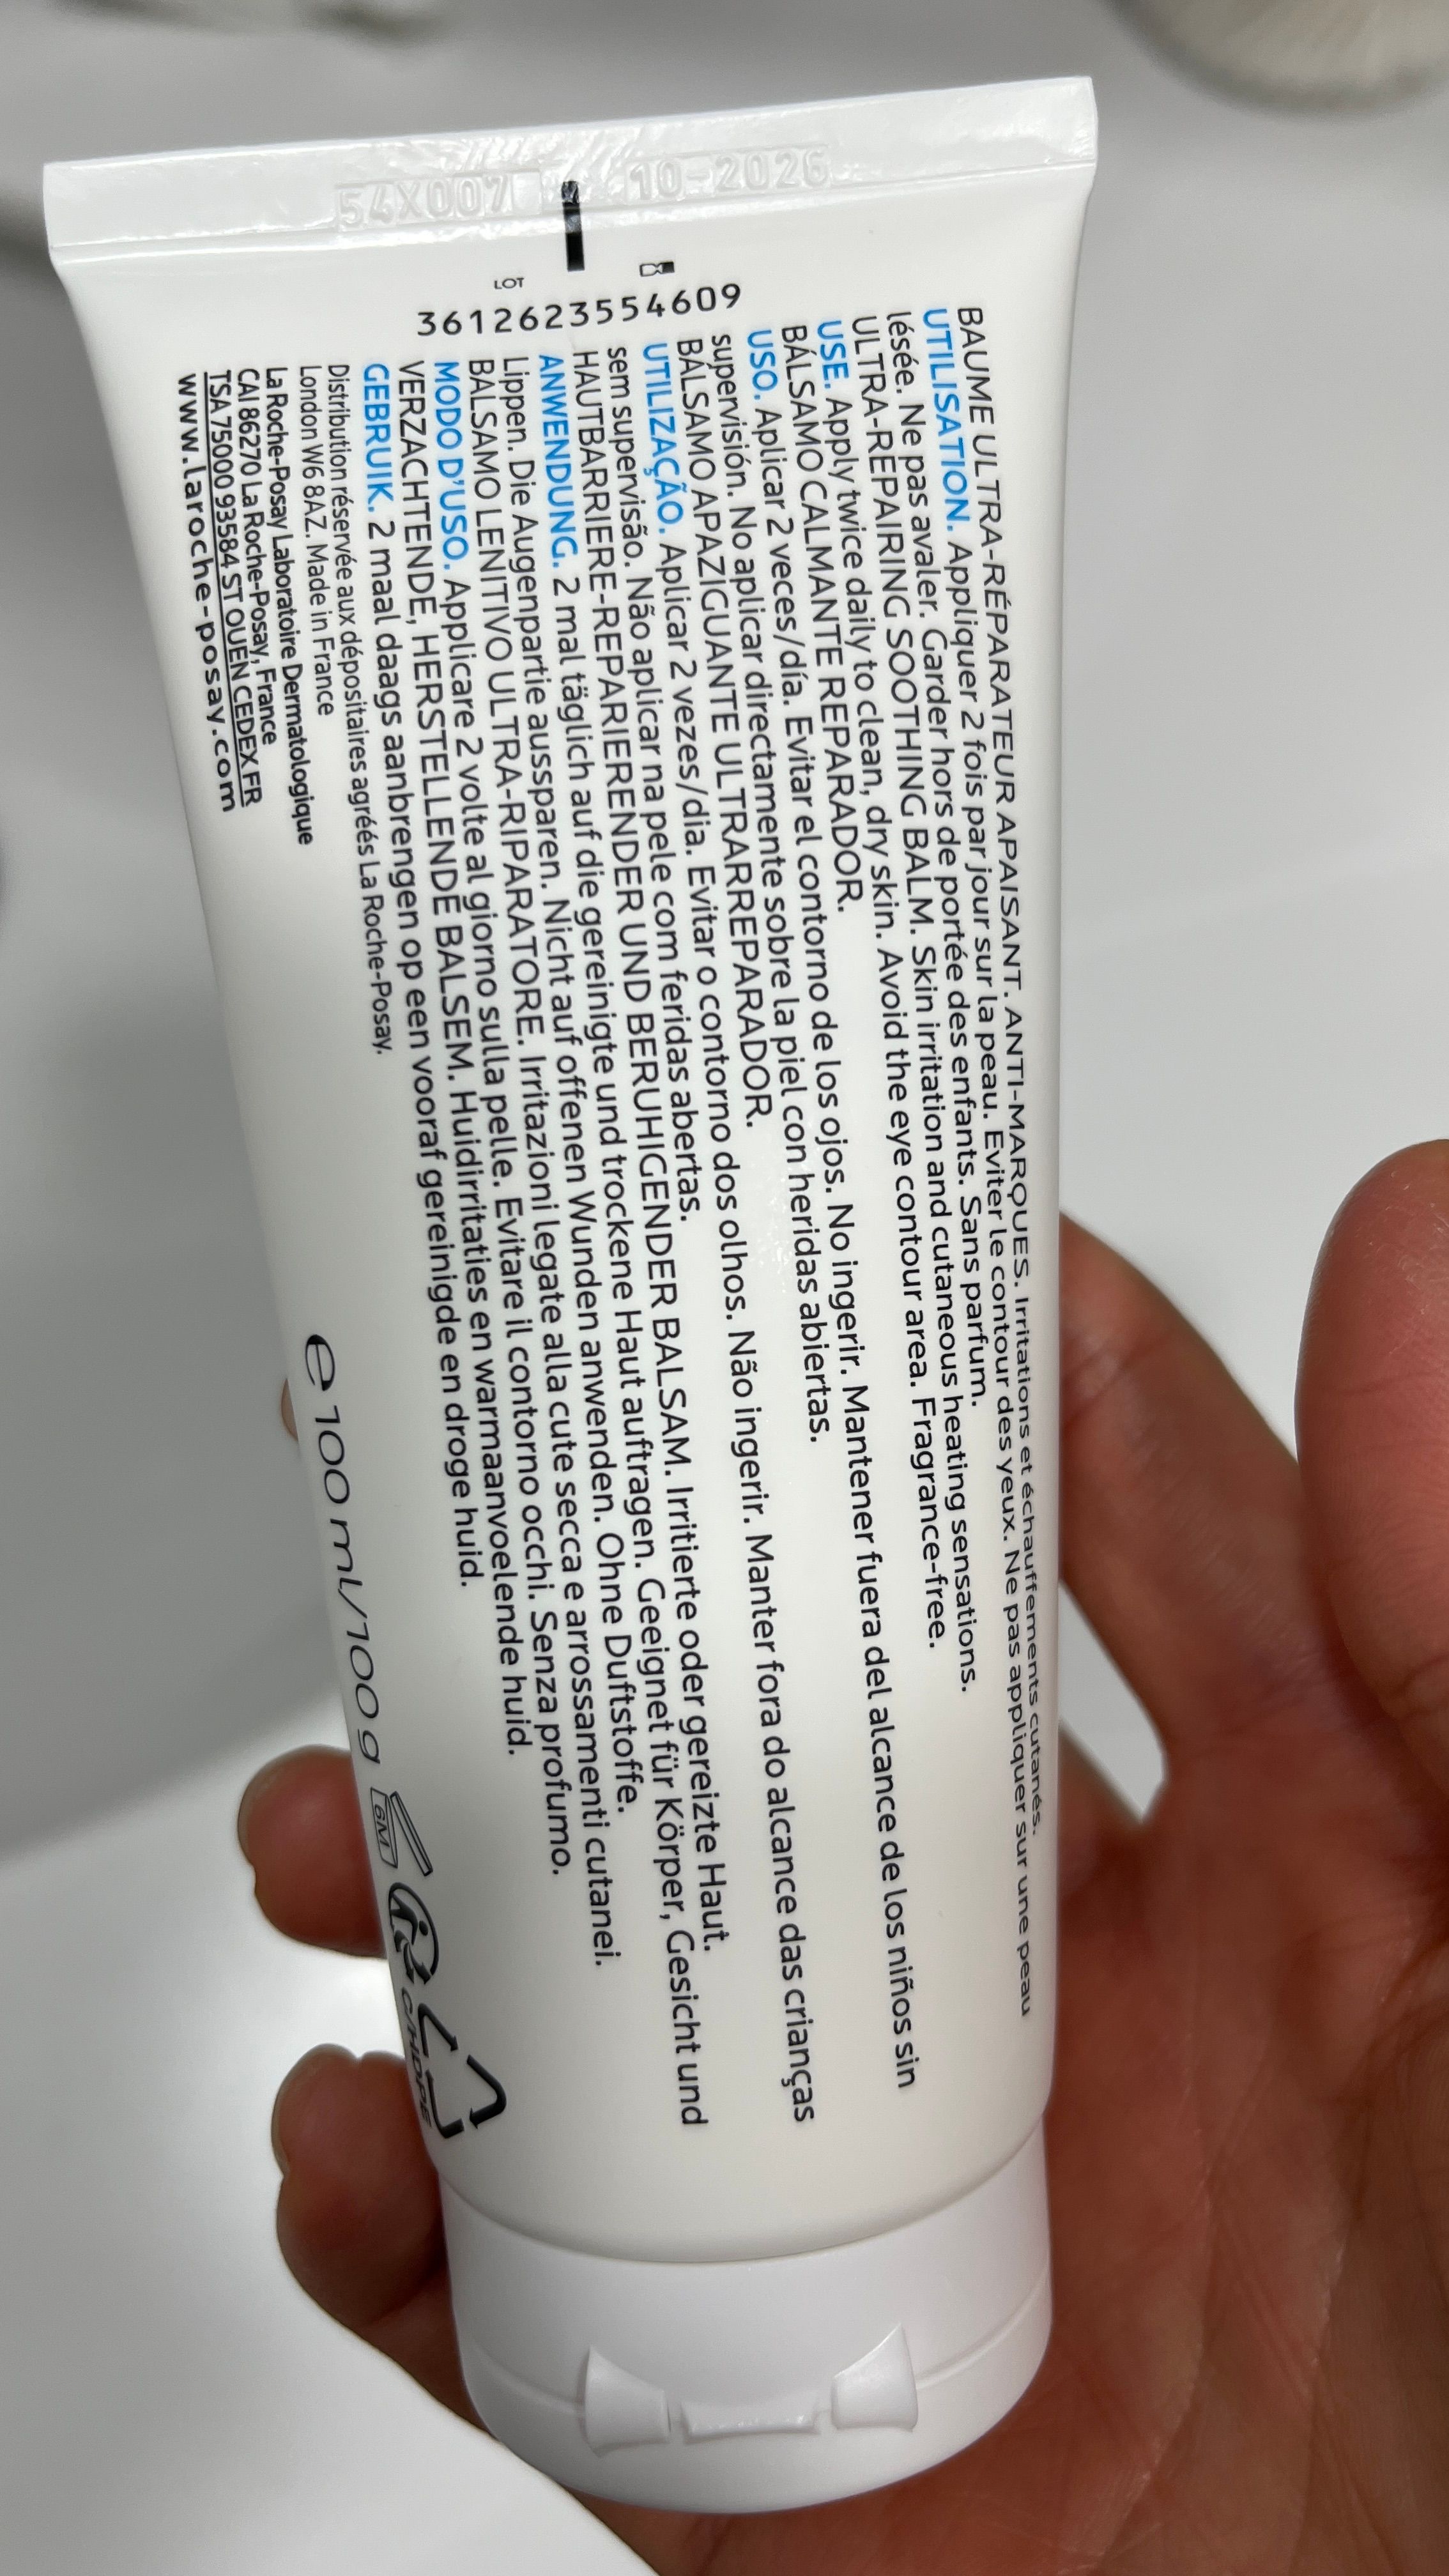 54X007 10-2026
LOT
3612623554609
BAUME ULTRA-RÉPARATEUR APAISANT. ANTI-MARQUES. Irritations et échauffements cutanés.
UTILISATION. Appliquer 2 fois par jour sur la peau. Eviter le contour des yeux. Ne pas appliquer sur une peau
lésée. Ne pas avaler. Garder hors de portée des enfants. Sans parfum.
ULTRA-REPAIRING SOOTHING BALM. Skin irritation and cutaneous heating sensations.
USE. Apply twice daily to clean, dry skin. Avoid the eye contour area. Fragrance-free.
BÁLSAMO CALMANTE REPARADOR.
USO. Aplicar 2 veces/día. Evitar el contorno de los ojos. No ingerir. Mantener fuera del alcance de los niños sin
supervisión. No aplicar directamente sobre la piel con heridas abiertas.
BÁLSAMO APAZIGUANTE ULTRARREPARADOR.
UTILIZAÇÃO. Aplicar 2 vezes/dia. Evitar o contorno dos olhos. Não ingerir. Manter fora do alcance das crianças
sem supervisão. Não aplicar na pele com feridas abertas.
HAUTBARRIERE-REPARIERENDER UND BERUHIGENDER BALSAM. Irritierte oder gereizte Haut.
ANWENDUNG. 2 mal täglich auf die gereinigte und trockene Haut auftragen. Geeignet für Körper, Gesicht und
Lippen. Die Augenpartie aussparen. Nicht auf offenen Wunden anwenden. Ohne Duftstoffe.
BALSAMO LENITIVO ULTRA-RIPARATORE. Irritazioni legate alla cute secca e arrossamenti cutanei.
MODO D'USO. Applicare 2 volte al giorno sulla pelle. Evitare il contorno occhi. Senza profumo.
VERZACHTENDE, HERSTELLENDE BALSEM. Huidirritaties en warmaanvoelende huid.
GEBRUIK. 2 maal daags aanbrengen op een vooraf gereinigde en droge huid.
Distribution réservée aux dépositaires agréés La Roche-Posay.
London W6 8AZ. Made in France
La Roche-Posay Laboratoire Dermatologique
CAI 86270 La Roche-Posay, France
TSA 75000 93584 ST OUEN CEDEX FR
www.laroche-posay.com
e 100 ml/100 g
6M
C/HDPE